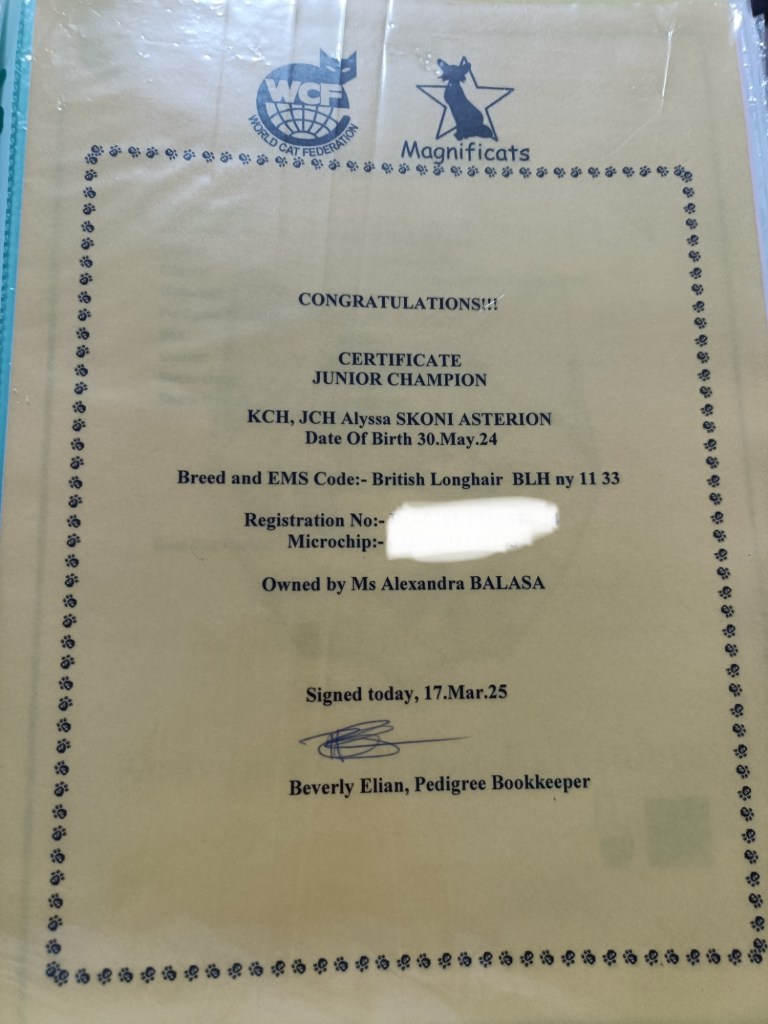 WCF
WORLD CAT FEDERATION
Magnificats
CONGRATULATIONS!!!
CERTIFICATE
JUNIOR CHAMPION
KCH, JCH Alyssa SKONI ASTERION
Date Of Birth 30.May.24
Breed and EMS Code:- British Longhair BLH ny 11 33
Registration No:-
Microchip:-
Owned by Ms Alexandra BALASA
Signed today, 17.Mar.25
Beverly Elian, Pedigree Bookkeeper